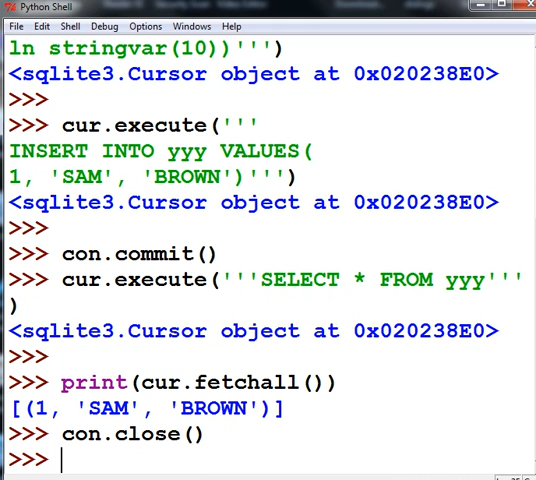 Python Shell
File Edit Shell Debug Options Windows Help
ln stringvar(10))''')
<sqlite3.Cursor object at 0x020238E0>
>>>
>>> cur.execute('''
INSERT INTO yyy VALUES(
1, 'SAM', 'BROWN')''')
<sqlite3.Cursor object at 0x020238E0>
>>>
>>> con.commit()
>>> cur.execute('''SELECT * FROM yyy'''
)
<sqlite3.Cursor object at 0x020238E0>
>>>
>>> print(cur.fetchall())
[(1, 'SAM', 'BROWN')]
>>> con.close()
>>>